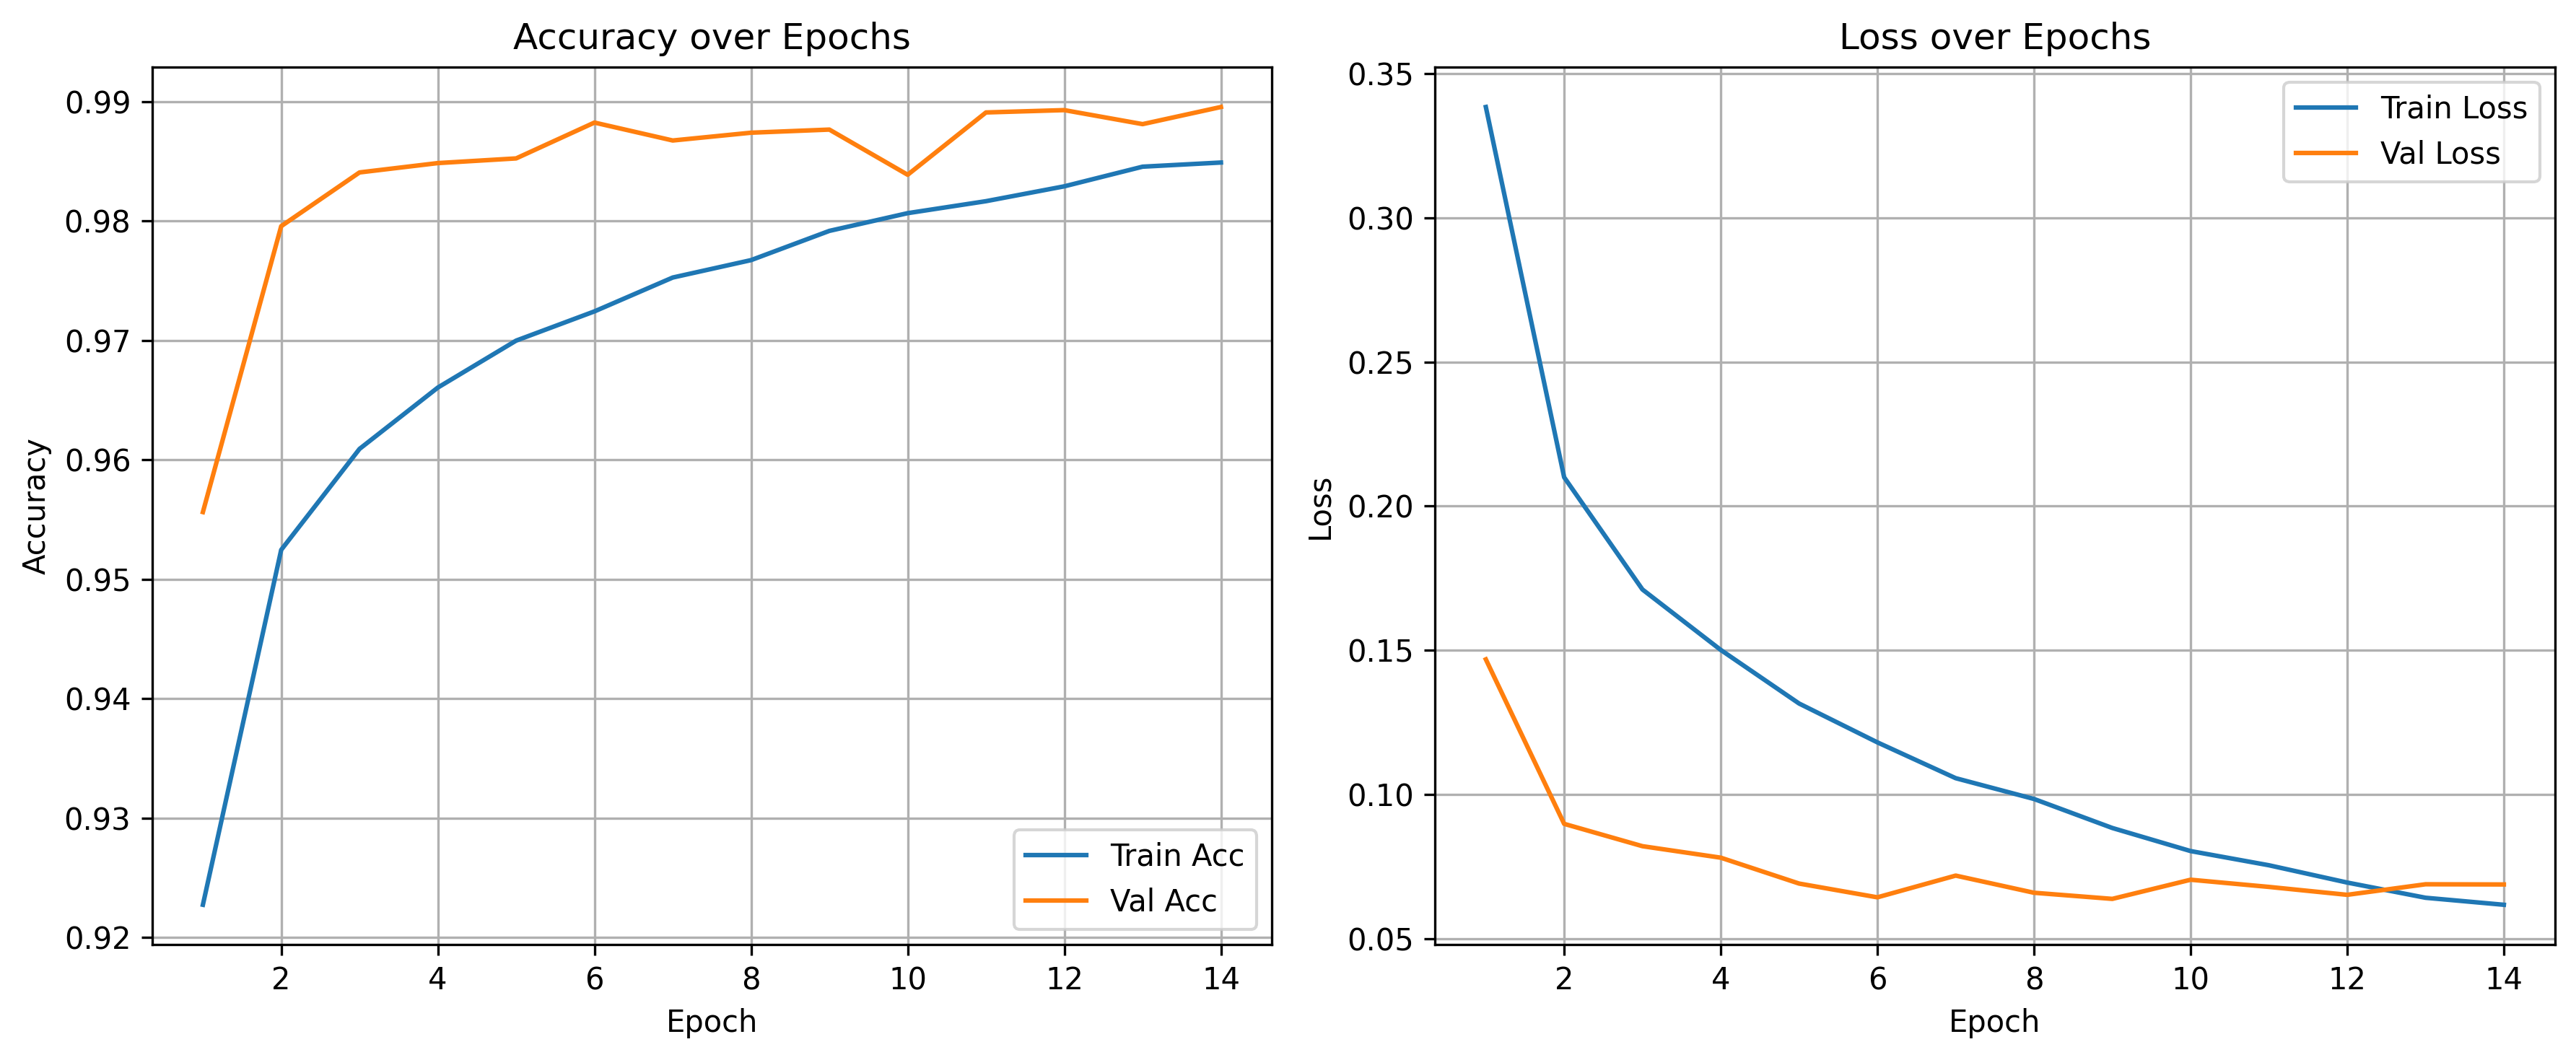 Accuracy over Epochs
0.99
0.98
0.97
0.96
0.95
0.94
0.93
0.92
Accuracy
2 4 6 8 10 12 14
Epoch
Train Acc
Val Acc
Loss over Epochs
0.35
0.30
0.25
0.20
0.15
0.10
0.05
Loss
2 4 6 8 10 12 14
Epoch
Train Loss
Val Loss